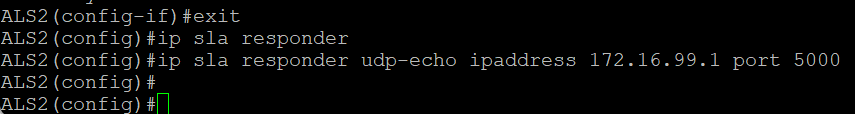 ALS2(config-if)#exit
ALS2(config)#ip sla responder
ALS2(config)#ip sla responder udp-echo ipaddress 172.16.99.1 port 5000
ALS2(config)#
ALS2(config)#